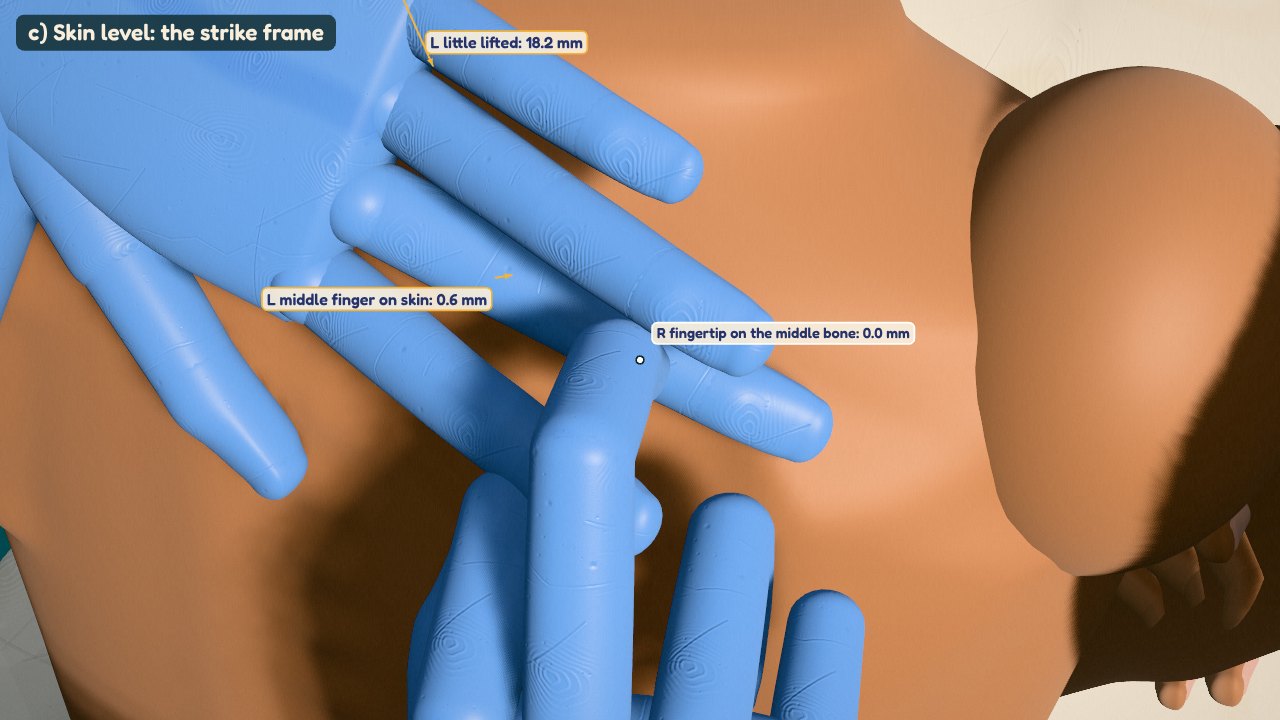 c) Skin level: the strike frame
L little lifted: 18.2 mm
L middle finger on skin: 0.6 mm
R fingertip on the middle bone: 0.0 mm